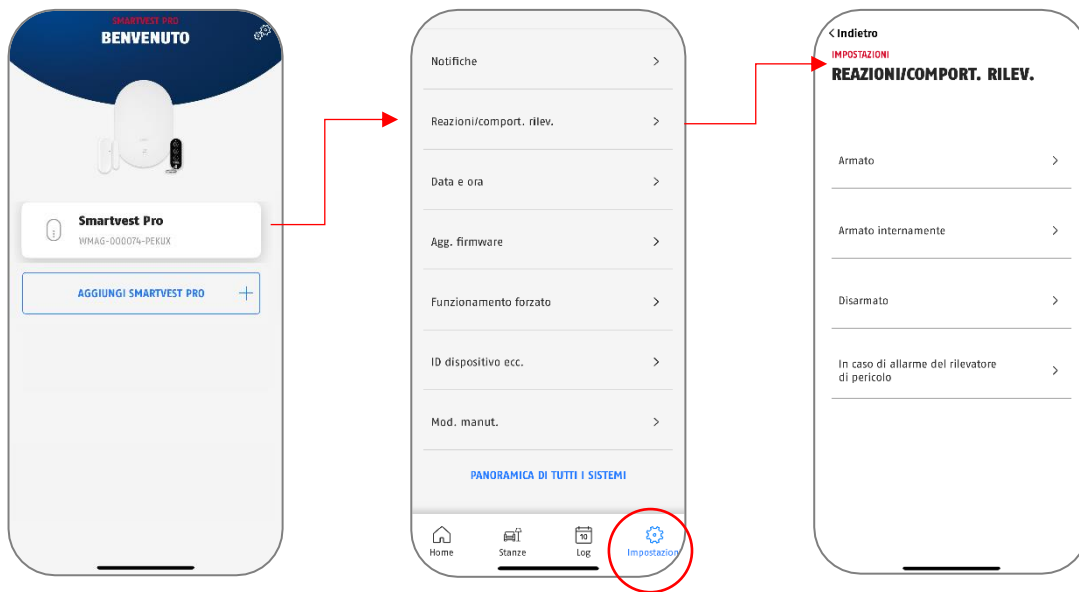 SMARTVEST PRO
BENVENUTO
Smartvest Pro
WMAG-000074-PEKUX
AGGIUNGI SMARTVEST PRO
Notifiche
Reazioni/comport. rilev.
Data e ora
Agg. firmware
Funzionamento forzato
ID dispositivo ecc.
Mod. manut.
PANORAMICA DI TUTTI I SISTEMI
Home
Stanze
10
Log
Impostazioni
Indietro
IMPOSTAZIONI
REAZIONI/COMPORT. RILEV.
Armato
Armato internamente
Disarmato
In caso di allarme del rilevatore
di pericolo